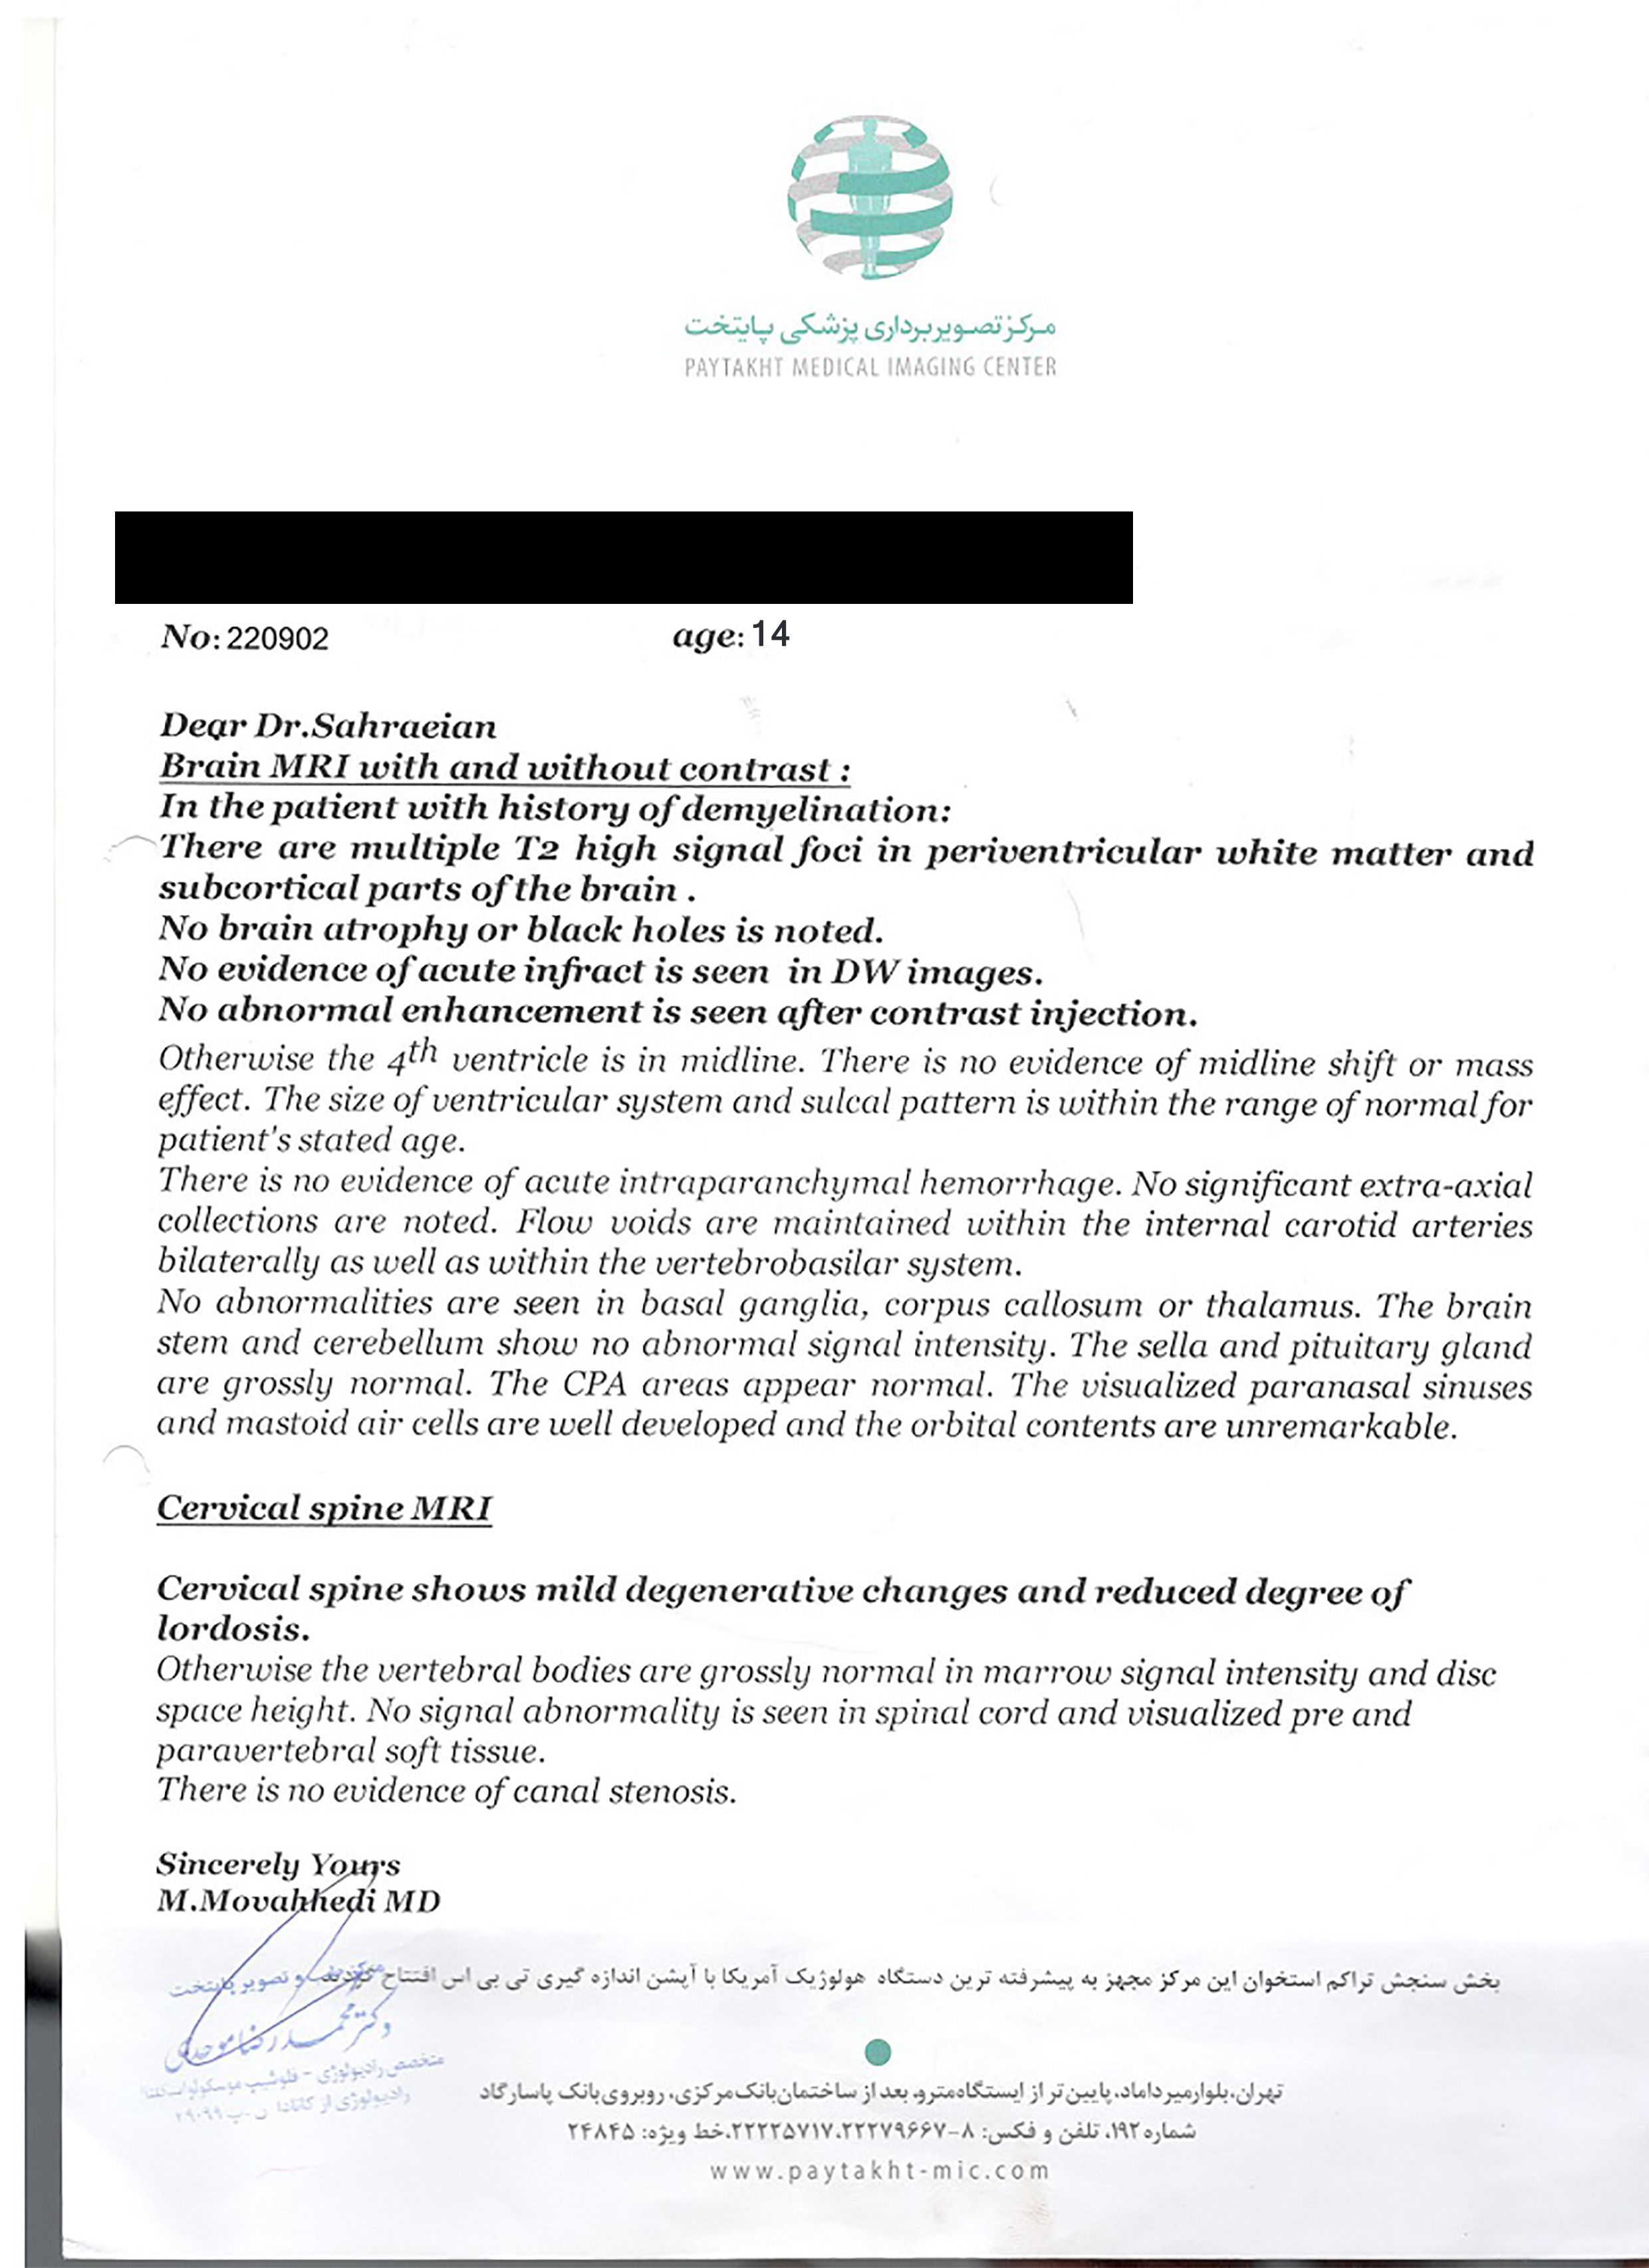 مرکز تصویربرداری پزشکی پایتخت
PAYTAKHT MEDICAL IMAGING CENTER
No: 220902 age: 14
Dear Dr.Sahraeian
Brain MRI with and without contrast :
In the patient with history of demyelination:
There are multiple T2 high signal foci in periventricular white matter and
subcortical parts of the brain .
No brain atrophy or black holes is noted.
No evidence of acute infract is seen in DW images.
No abnormal enhancement is seen after contrast injection.
Otherwise the 4th ventricle is in midline. There is no evidence of midline shift or mass
effect. The size of ventricular system and sulcal pattern is within the range of normal for
patient's stated age.
There is no evidence of acute intraparanchymal hemorrhage. No significant extra-axial
collections are noted. Flow voids are maintained within the internal carotid arteries
bilaterally as well as within the vertebrobasilar system.
No abnormalities are seen in basal ganglia, corpus callosum or thalamus. The brain
stem and cerebellum show no abnormal signal intensity. The sella and pituitary gland
are grossly normal. The CPA areas appear normal. The visualized paranasal sinuses
and mastoid air cells are well developed and the orbital contents are unremarkable.
Cervical spine MRI
Cervical spine shows mild degenerative changes and reduced degree of
lordosis.
Otherwise the vertebral bodies are grossly normal in marrow signal intensity and disc
space height. No signal abnormality is seen in spinal cord and visualized pre and
paravertebral soft tissue.
There is no evidence of canal stenosis.
Sincerely Yours
M.Movahhedi MD
بخش سنجش تراکم استخوان این مرکز مجهز به پیشرفته ترین دستگاه هولوژیک آمریکا با آپشن اندازه گیری تی بی اس افتتاح
تصویر پایتخت
دکتر محمدرضا موحدی
متخصص رادیولوژی - فلوشیپ
رادیولوژی از کانادا
تهران، بلوار میرداماد، پایین تر از ایستگاه مترو، بعد از ساختمان بانک مرکزی، روبروی بانک پاسارگاد
شماره ۱۹۲، تلفن و فکس: ۸-۲۲۲۷۹۶۶۷، ۲۲۲۲۵۷۱۷، خط ویژه: ۲۴۸۴۵
www.paytakht-mic.com